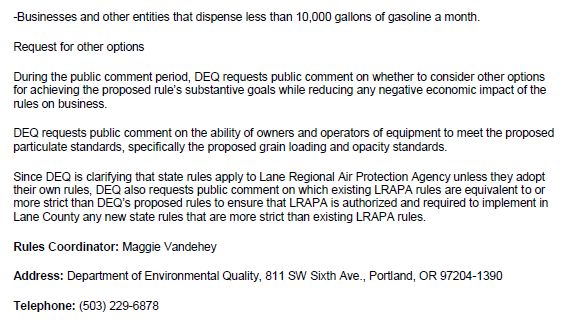 -Businesses and other entities that dispense less than 10,000 gallons of gasoline a month.
Request for other options
During the public comment period, DEQ requests public comment on whether to consider other options
for achieving the proposed rule's substantive goals while reducing any negative economic impact of the
rules on business.
DEQ requests public comment on the ability of owners and operators of equipment to meet the proposed
particulate standards, specifically the proposed grain loading and opacity standards.
Since DEQ is clarifying that state rules apply to Lane Regional Air Protection Agency unless they adopt
their own rules, DEQ also requests public comment on which existing LRAPA rules are equivalent to or
more strict than DEQ's proposed rules to ensure that LRAPA is authorized and required to implement in
Lane County any new state rules that are more strict than existing LRAPA rules.
Rules Coordinator: Maggie Vandehey
Address: Department of Environmental Quality, 811 SW Sixth Ave., Portland, OR 97204-1390
Telephone: (503) 229-6878